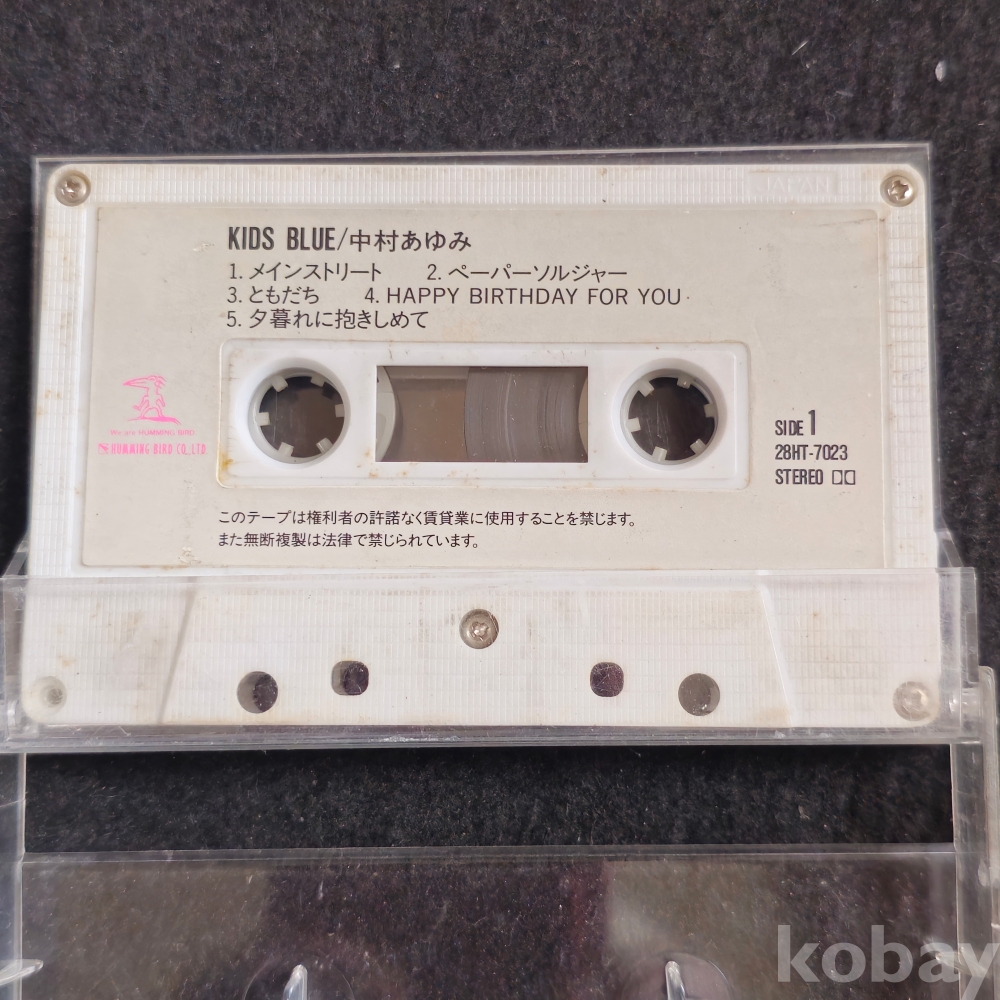 JAPAN
KIDS BLUE/中村あゆみ
1. メインストリート 2. ペーパーソルジャー
3. ともだち 4. HAPPY BIRTHDAY FOR YOU
5. 夕暮れに抱きしめて
We are HUMMING BIRD
HUMMING BIRD CO., LTD.
SIDE 1
28HT-7023
STEREO
このテープは権利者の許諾なく賃貸業に使用することを禁じます。
また無断複製は法律で禁じられています。
kobay